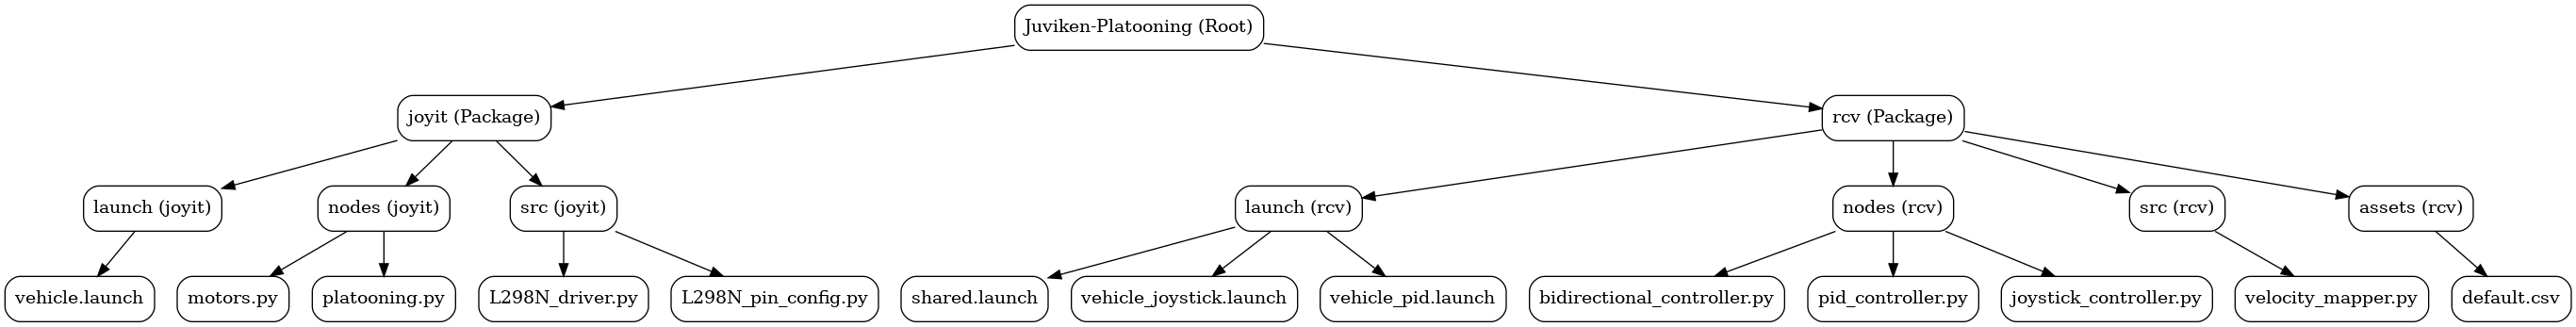 Juviken-Platooning (Root)
joyit (Package)
rcv (Package)
launch (joyit)
nodes (joyit)
src (joyit)
launch (rcv)
nodes (rcv)
src (rcv)
assets (rcv)
vehicle.launch
motors.py
platooning.py
L298N_driver.py
L298N_pin_config.py
shared.launch
vehicle_joystick.launch
vehicle_pid.launch
bidirectional_controller.py
pid_controller.py
joystick_controller.py
velocity_mapper.py
default.csv